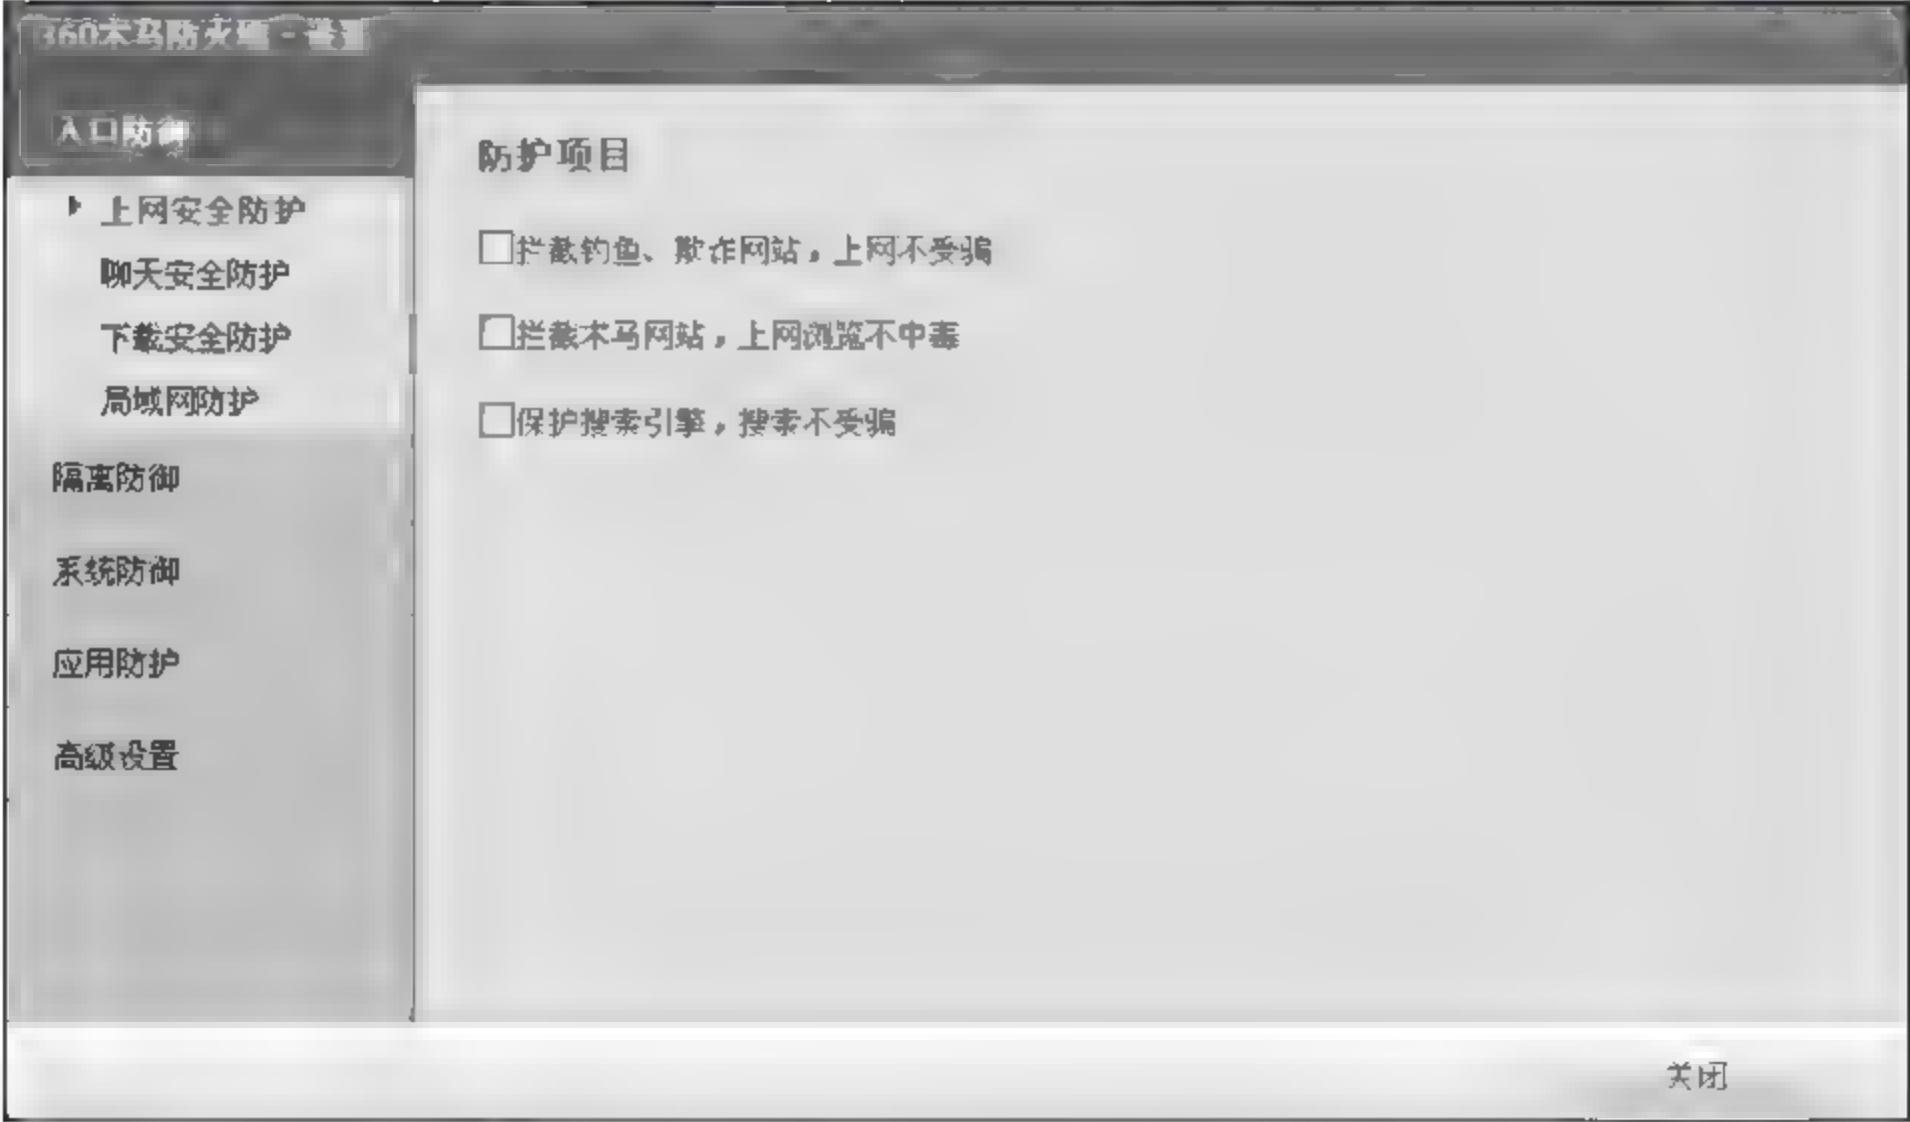 360木马防火墙 - 设置
入口防御
上网安全防护
聊天安全防护
下载安全防护
局域网防护
隔离防御
系统防御
应用防护
高级设置
防护项目
拦截钓鱼、欺诈网站，上网不受骗
拦截木马网站，上网浏览不中毒
保护搜索引擎，搜索不受骗
关闭